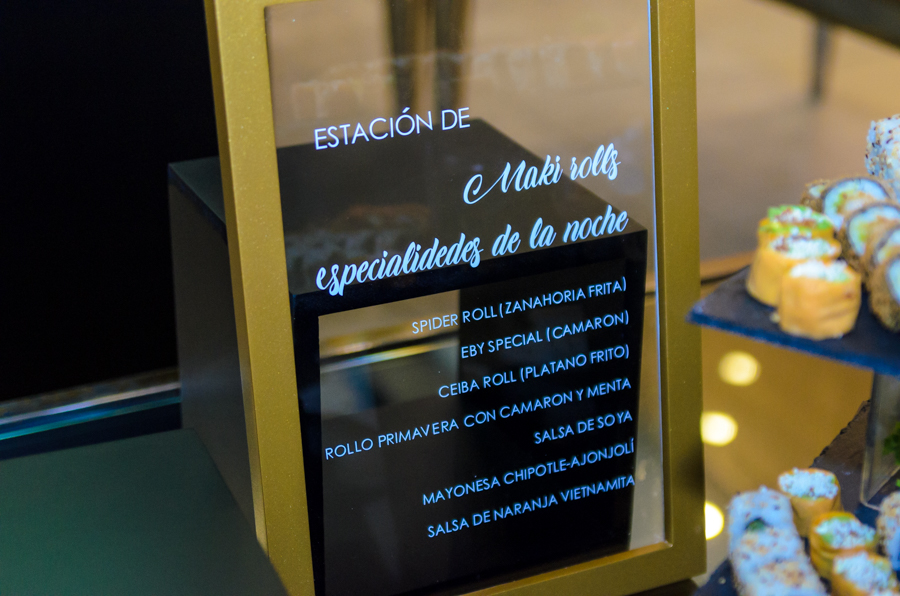 ESTACIÓN DE
Maki rolls
especialidedes de la noche
SPIDER ROLL (ZANAHORIA FRITA)
EBY SPECIAL (CAMARON)
CEIBA ROLL (PLATANO FRITO)
ROLLO PRIMAVERA CON CAMARON Y MENTA
SALSA DE SOYA
MAYONESA CHIPOTLE-AJONJOLÍ
SALSA DE NARANJA VIETNAMITA